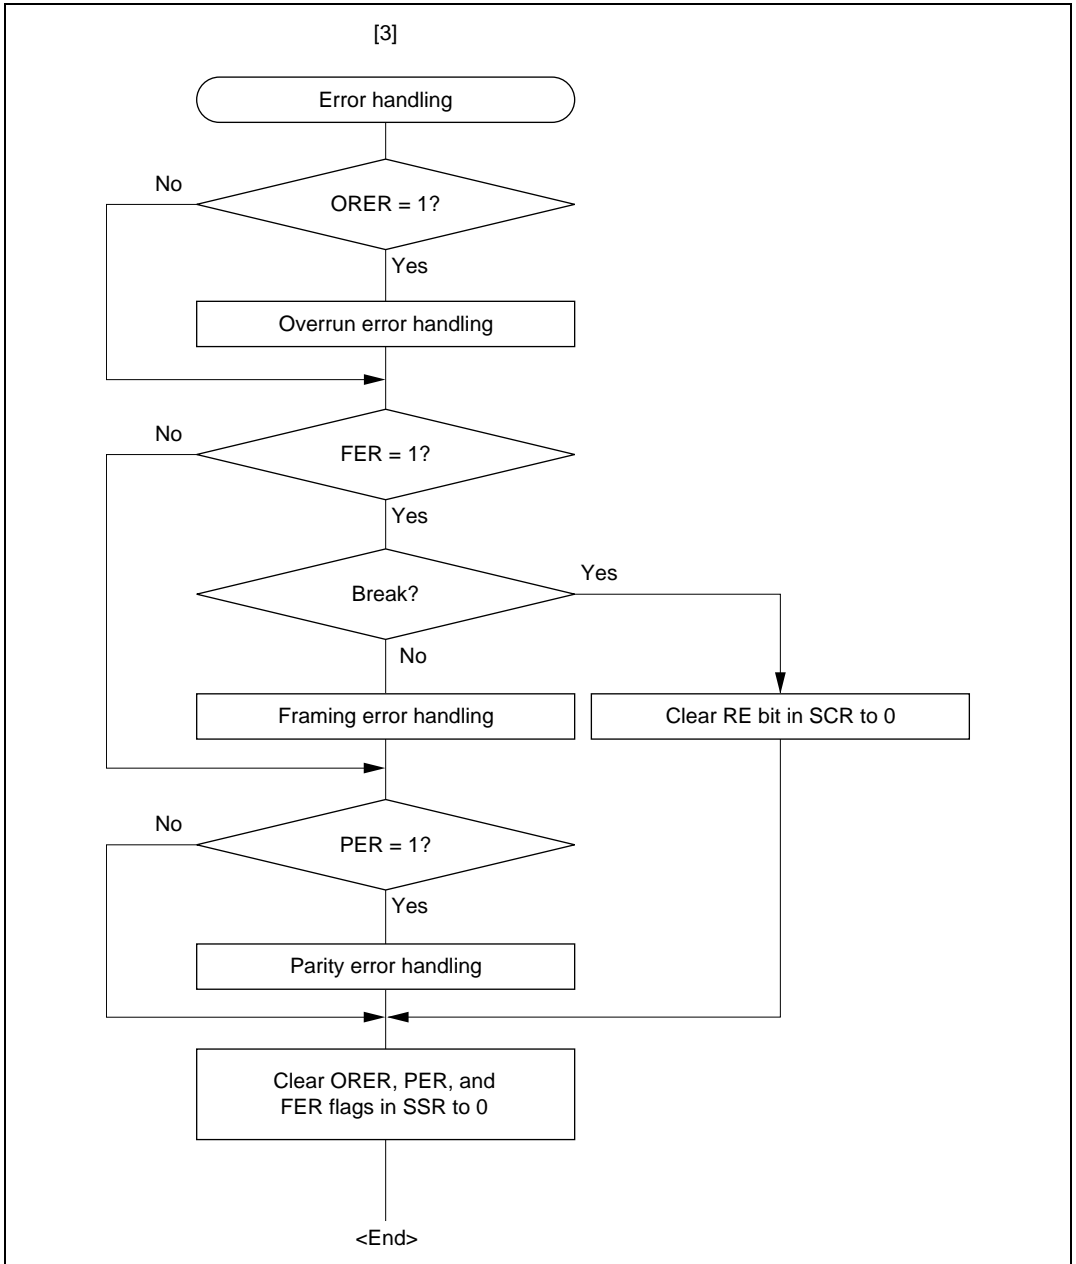 [3]
Error handling
No
ORER = 1?
Yes
Overrun error handling
No
FER = 1?
Yes
Break?
Yes
No
Framing error handling
Clear RE bit in SCR to 0
No
PER = 1?
Yes
Parity error handling
Clear ORER, PER, and
FER flags in SSR to 0
<End>